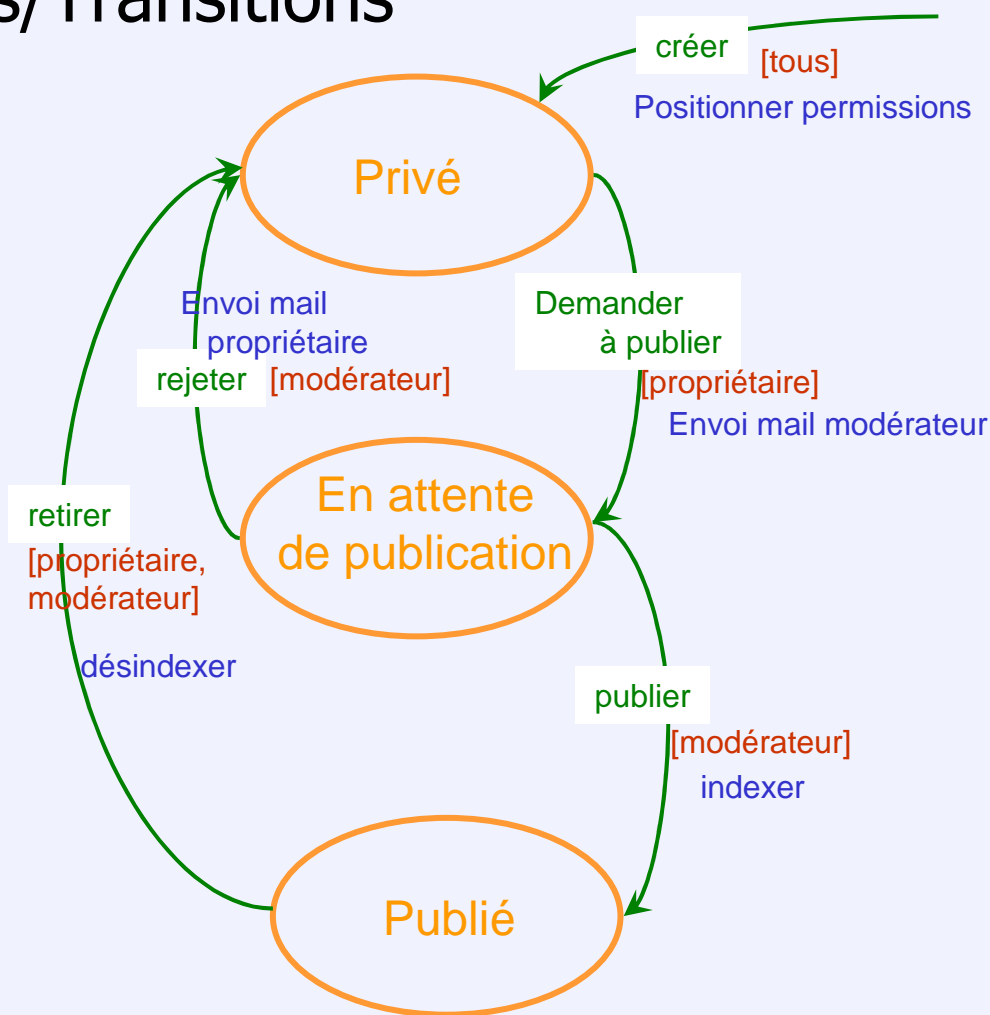 s/Transitions
créer
[tous]
Positionner permissions
Privé
Envoi mail
propriétaire
rejeter [modérateur]
Demander
à publier
[propriétaire]
Envoi mail modérateur
En attente
de publication
retirer
[propriétaire,
modérateur]
désindexer
publier
[modérateur]
indexer
Publié